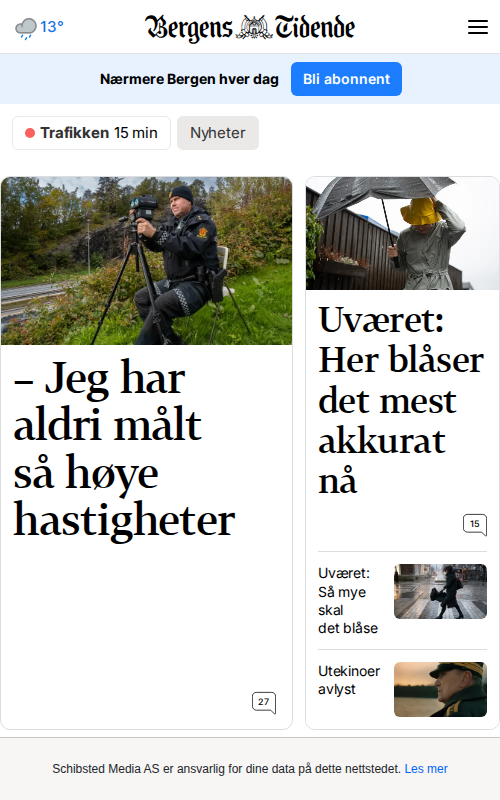 13°
Bergens Tidende
Nærmere Bergen hver dag
Bli abonnent
Trafikken 15 min
Nyheter
– Jeg har
aldri målt
så høye
hastigheter
27
Uværet:
Her blåser
det mest
akkurat
nå
15
Uværet:
Så mye
skal
det blåse
Utekinoer
avlyst
Schibsted Media AS er ansvarlig for dine data på dette nettstedet. Les mer